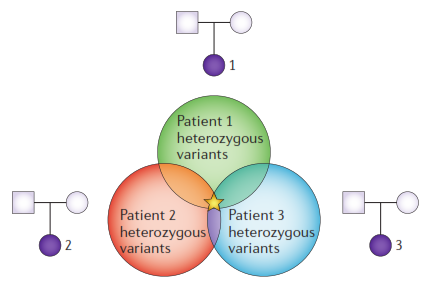 1
Patient 1
heterozygous
variants
Patient 2
heterozygous
variants
Patient 3
heterozygous
variants
2
3